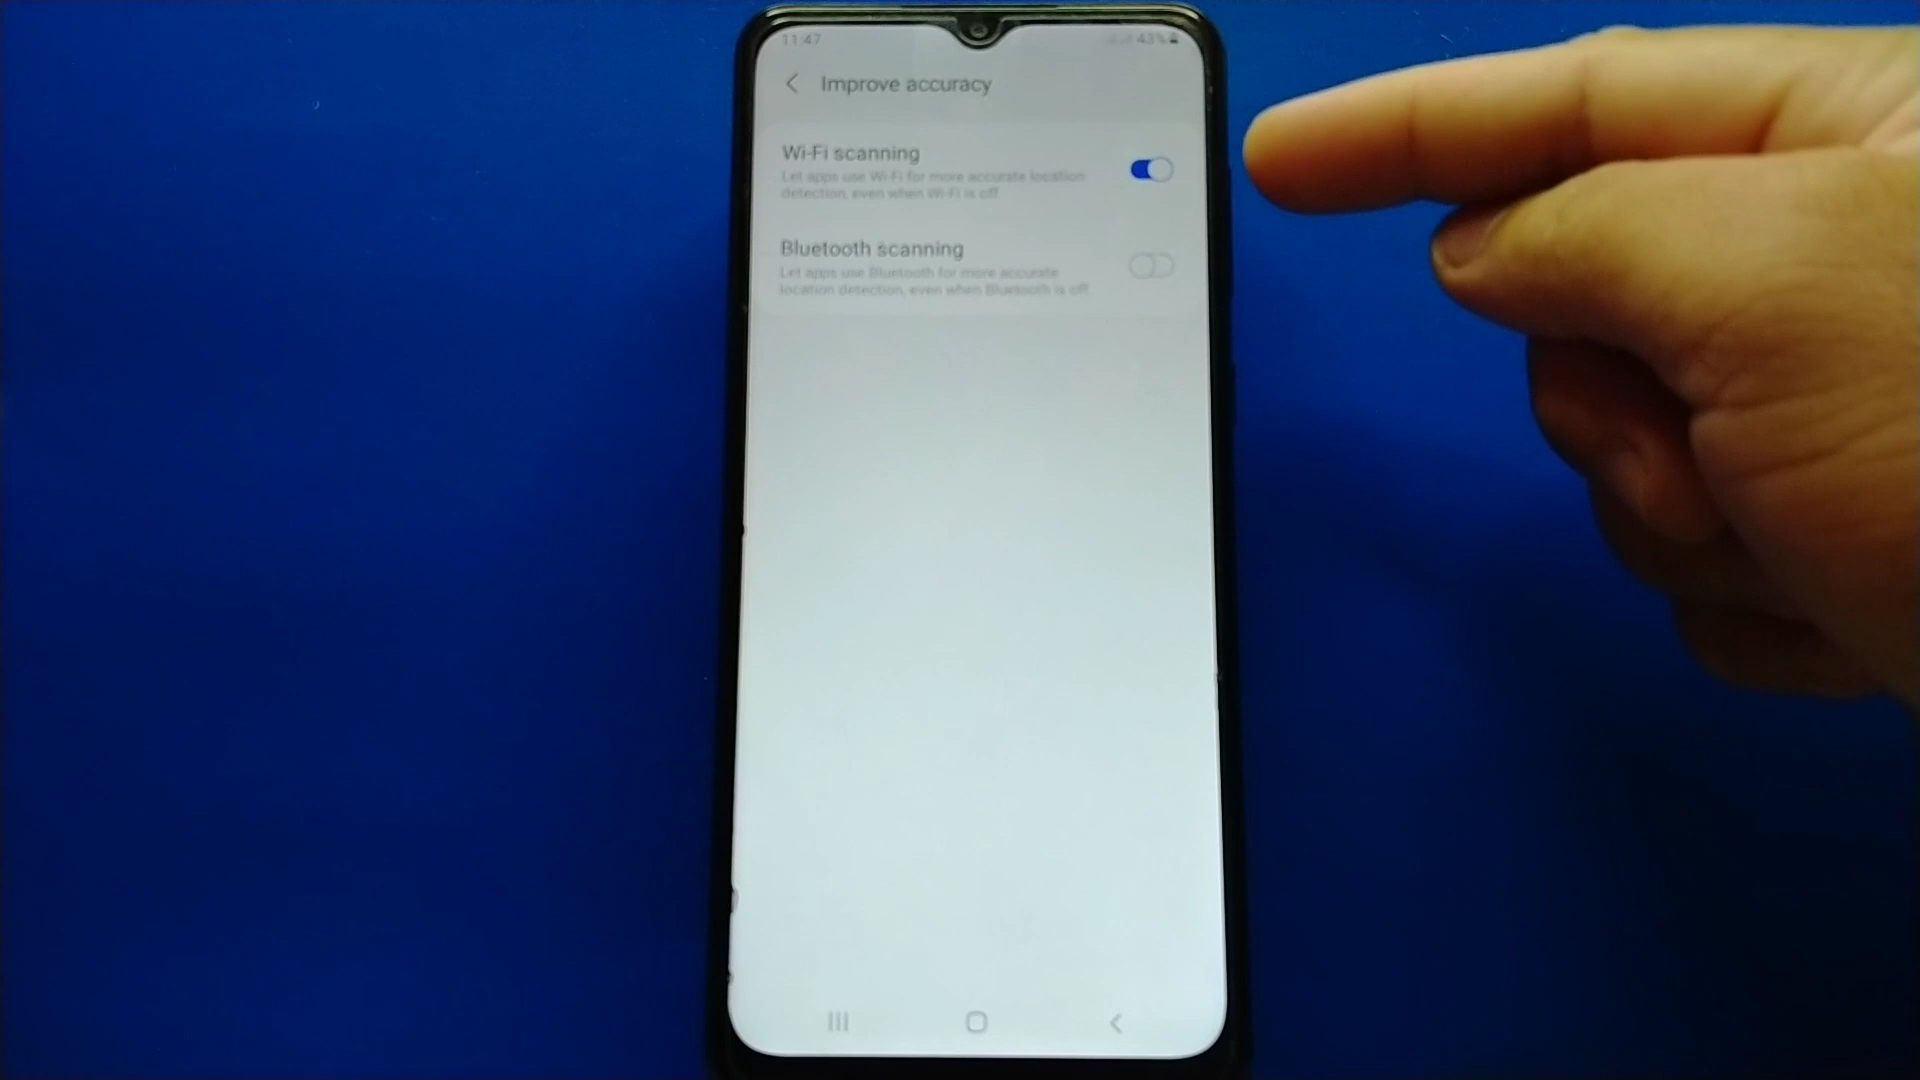 11:47
43%
Improve accuracy
Wi-Fi scanning
Let apps use Wi-Fi for more accurate location
detection, even when Wi-Fi is off
Bluetooth scanning
Let apps use Bluetooth for more accurate
location detection, even when Bluetooth is off